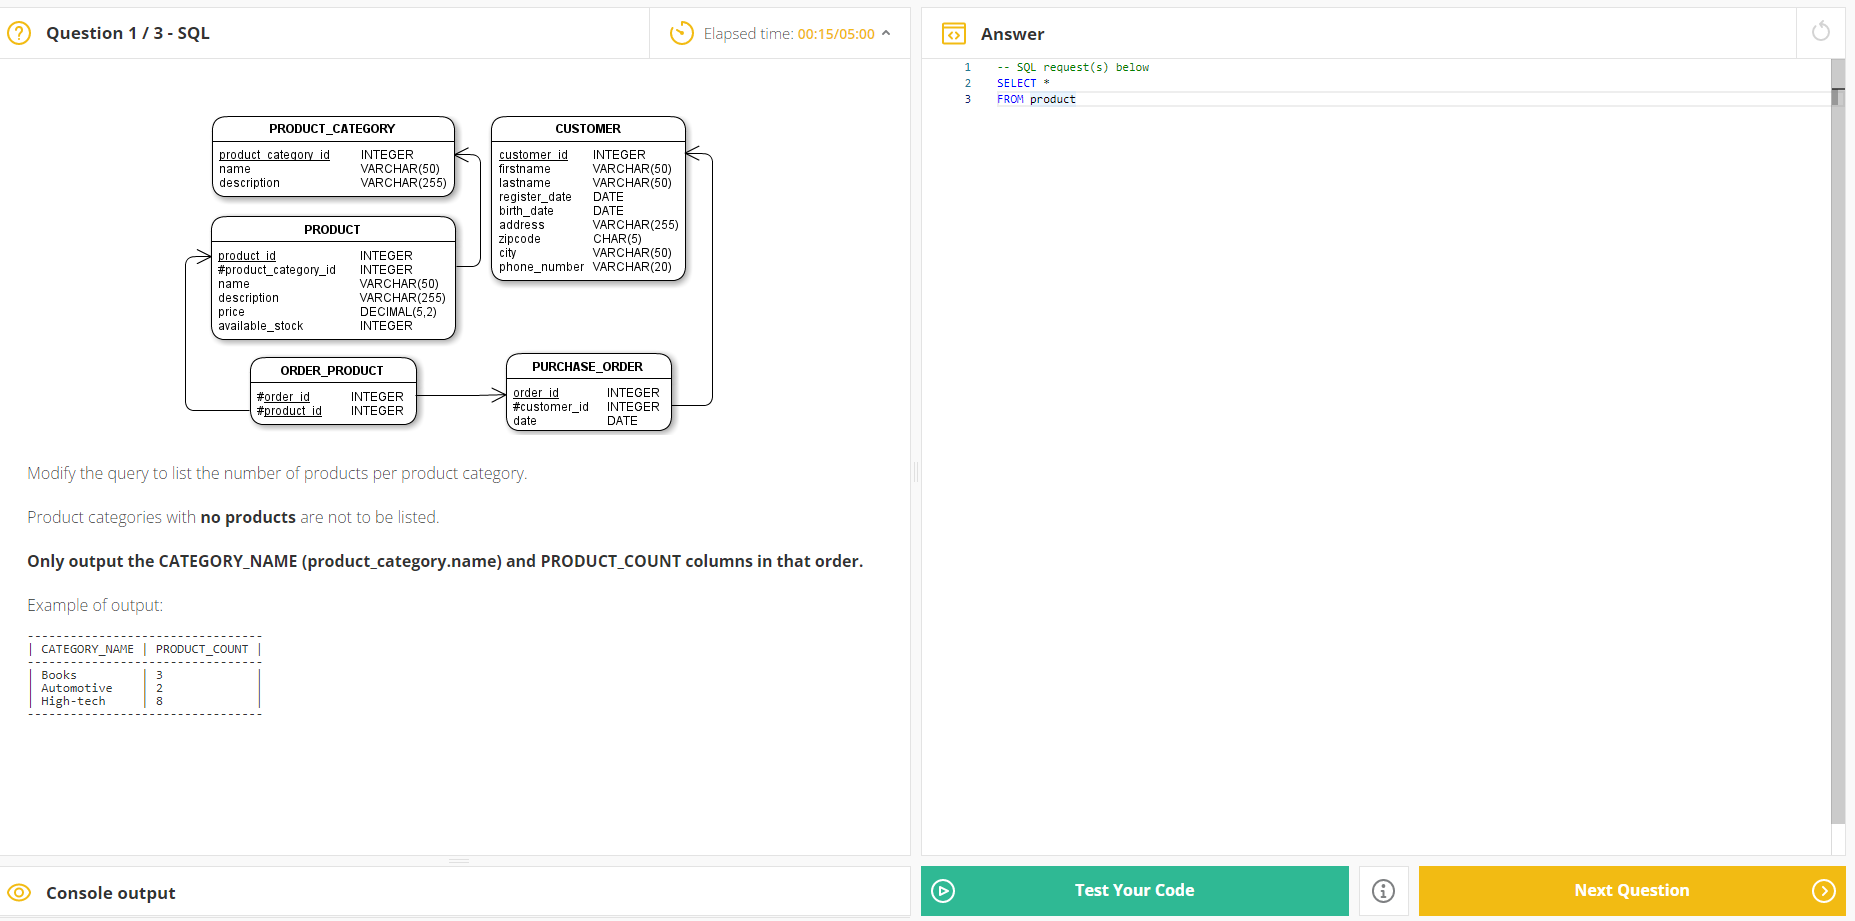 Question 1 / 3 - SQL
Elapsed time: 00:15/05:00
PRODUCT_CATEGORY
product_category_id INTEGER
name VARCHAR(50)
description VARCHAR(255)
CUSTOMER
customer_id INTEGER
firstname VARCHAR(50)
lastname VARCHAR(50)
register_date DATE
birth_date DATE
address VARCHAR(255)
zipcode CHAR(5)
city VARCHAR(50)
phone_number VARCHAR(20)
PRODUCT
product_id INTEGER
#product_category_id INTEGER
name VARCHAR(50)
description VARCHAR(255)
price DECIMAL(5,2)
available_stock INTEGER
ORDER_PRODUCT
#order_id INTEGER
#product_id INTEGER
PURCHASE_ORDER
order_id INTEGER
#customer_id INTEGER
date DATE
Modify the query to list the number of products per product category.
Product categories with no products are not to be listed.
Only output the CATEGORY_NAME (product_category.name) and PRODUCT_COUNT columns in that order.
Example of output:
---------------------------------
| CATEGORY_NAME | PRODUCT_COUNT |
---------------------------------
| Books | 3 |
| Automotive | 2 |
| High-tech | 8 |
---------------------------------
Console output
Answer
1 -- SQL request(s) below
2 SELECT *
3 FROM product
Test Your Code
Next Question